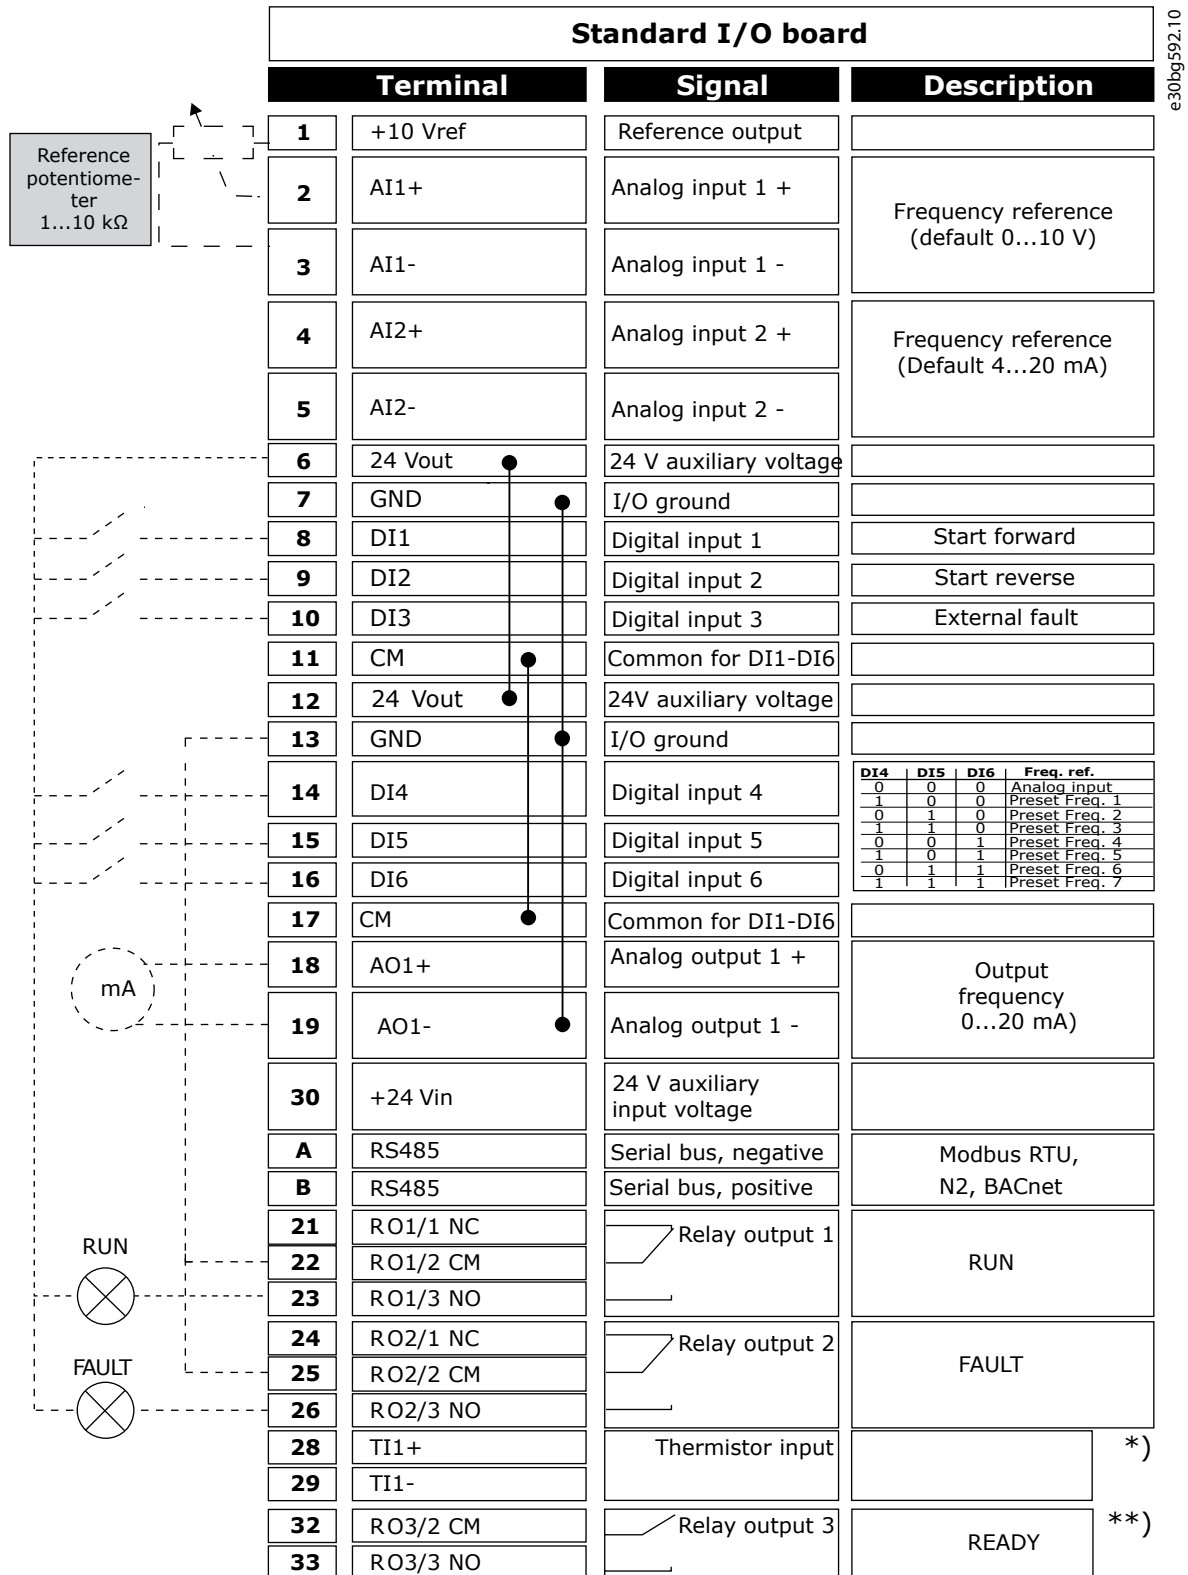 Standard I/O board
e30bg592.10
Terminal Signal Description
Reference
potentiome-
ter
1...10 kΩ
1 +10 Vref Reference output
2 AI1+ Analog input 1 +
Frequency reference
(default 0...10 V)
3 AI1- Analog input 1 -
4 AI2+ Analog input 2 +
Frequency reference
(Default 4...20 mA)
5 AI2- Analog input 2 -
6 24 Vout 24 V auxiliary voltage
7 GND I/O ground
8 DI1 Digital input 1 Start forward
9 DI2 Digital input 2 Start reverse
10 DI3 Digital input 3 External fault
11 CM Common for DI1-DI6
12 24 Vout 24V auxiliary voltage
13 GND I/O ground
14 DI4 Digital input 4
15 DI5 Digital input 5
16 DI6 Digital input 6
DI4 DI5 DI6 Freq. ref.
0 0 0 Analog input
1 0 0 Preset Freq. 1
0 1 0 Preset Freq. 2
1 1 0 Preset Freq. 3
0 0 1 Preset Freq. 4
1 0 1 Preset Freq. 5
0 1 1 Preset Freq. 6
1 1 1 Preset Freq. 7
17 CM Common for DI1-DI6
mA
18 AO1+ Analog output 1 +
Output
frequency
0...20 mA)
19 AO1- Analog output 1 -
30 +24 Vin 24 V auxiliary
input voltage
A RS485 Serial bus, negative
Modbus RTU,
B RS485 Serial bus, positive
N2, BACnet
21 RO1/1 NC Relay output 1
RUN
22 RO1/2 CM RUN
23 RO1/3 NO
24 RO2/1 NC Relay output 2
FAULT
25 RO2/2 CM FAULT
26 RO2/3 NO
28 TI1+ Thermistor input *)
29 TI1-
32 RO3/2 CM Relay output 3 READY **)
33 RO3/3 NO